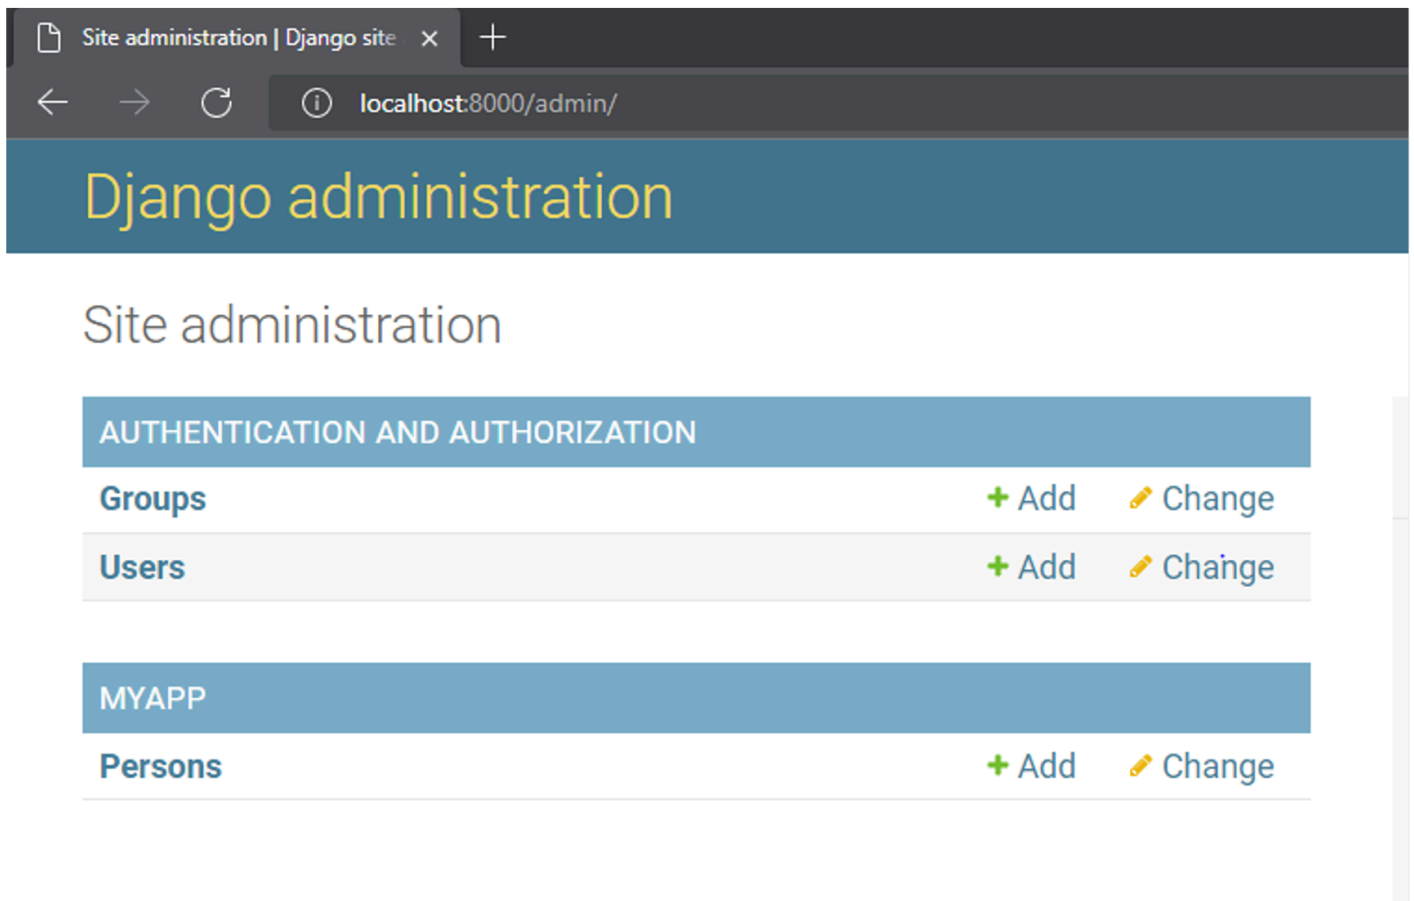 Site administration | Django site
localhost:8000/admin/
Django administration
Site administration
AUTHENTICATION AND AUTHORIZATION
Groups Add Change
Users Add Change
MYAPP
Persons Add Change